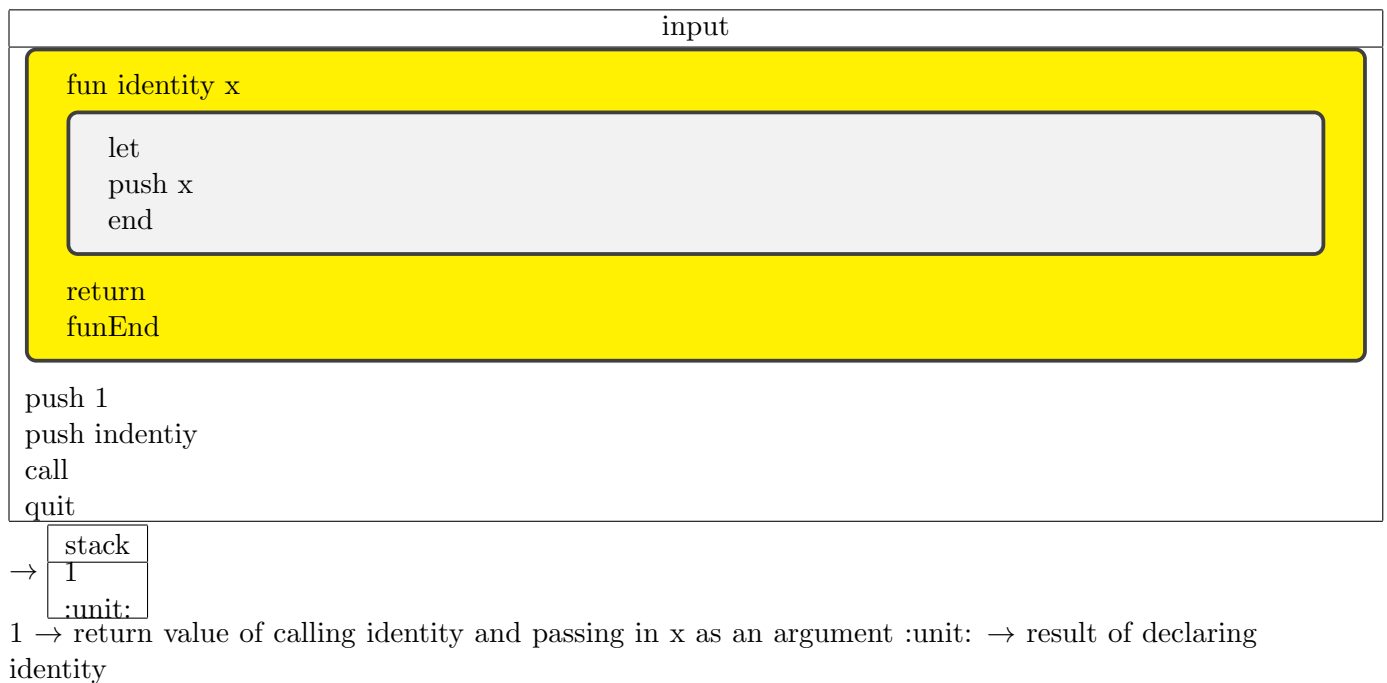 input
fun identity x
let
push x
end
return
funEnd
push 1
push indentiy
call
quit
→
stack
1
:unit:
1 → return value of calling identity and passing in x as an argument :unit: → result of declaring
identity